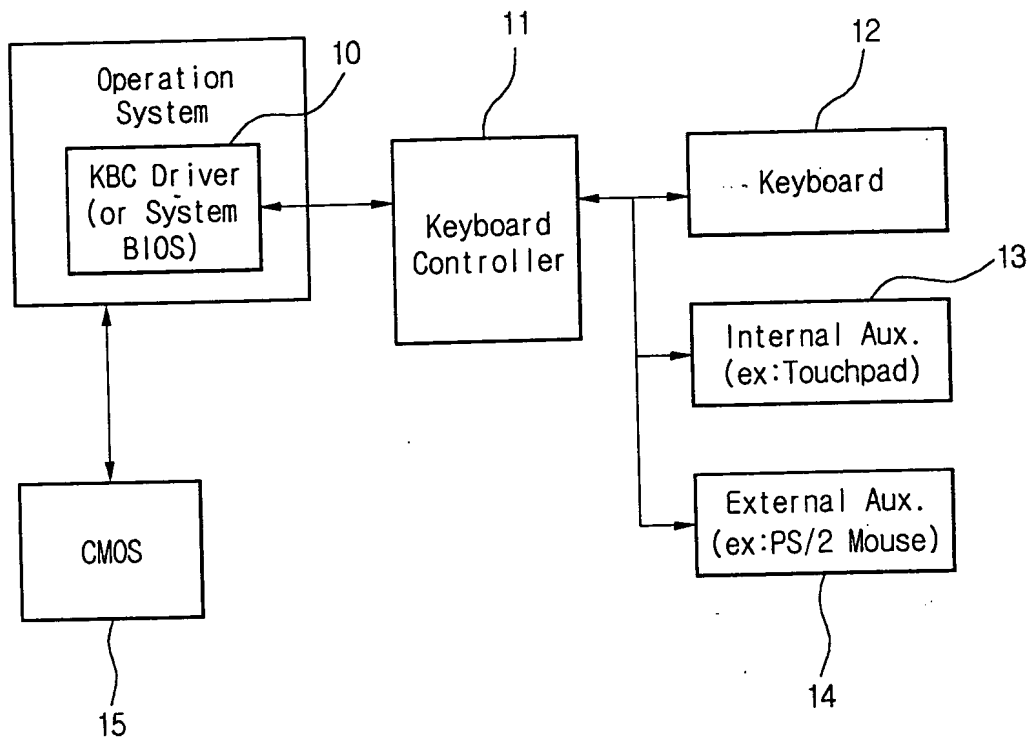 10
11
12
Operation
System
KBC Driver
(or System
BIOS)
Keyboard
Controller
Keyboard
13
Internal Aux.
(ex:Touchpad)
External Aux.
(ex:PS/2 Mouse)
CMOS
14
15